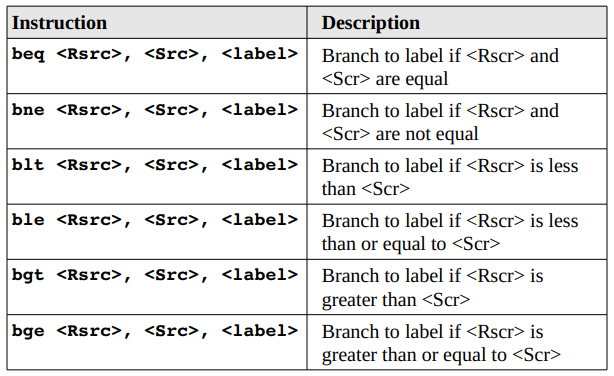 Instruction Description
beq <Rsrc>, <Src>, <label> Branch to label if <Rscr> and
<Scr> are equal
bne <Rsrc>, <Src>, <label> Branch to label if <Rscr> and
<Scr> are not equal
blt <Rsrc>, <Src>, <label> Branch to label if <Rscr> is less
than <Scr>
ble <Rsrc>, <Src>, <label> Branch to label if <Rscr> is less
than or equal to <Scr>
bgt <Rsrc>, <Src>, <label> Branch to label if <Rscr> is
greater than <Scr>
bge <Rsrc>, <Src>, <label> Branch to label if <Rscr> is
greater than or equal to <Scr>